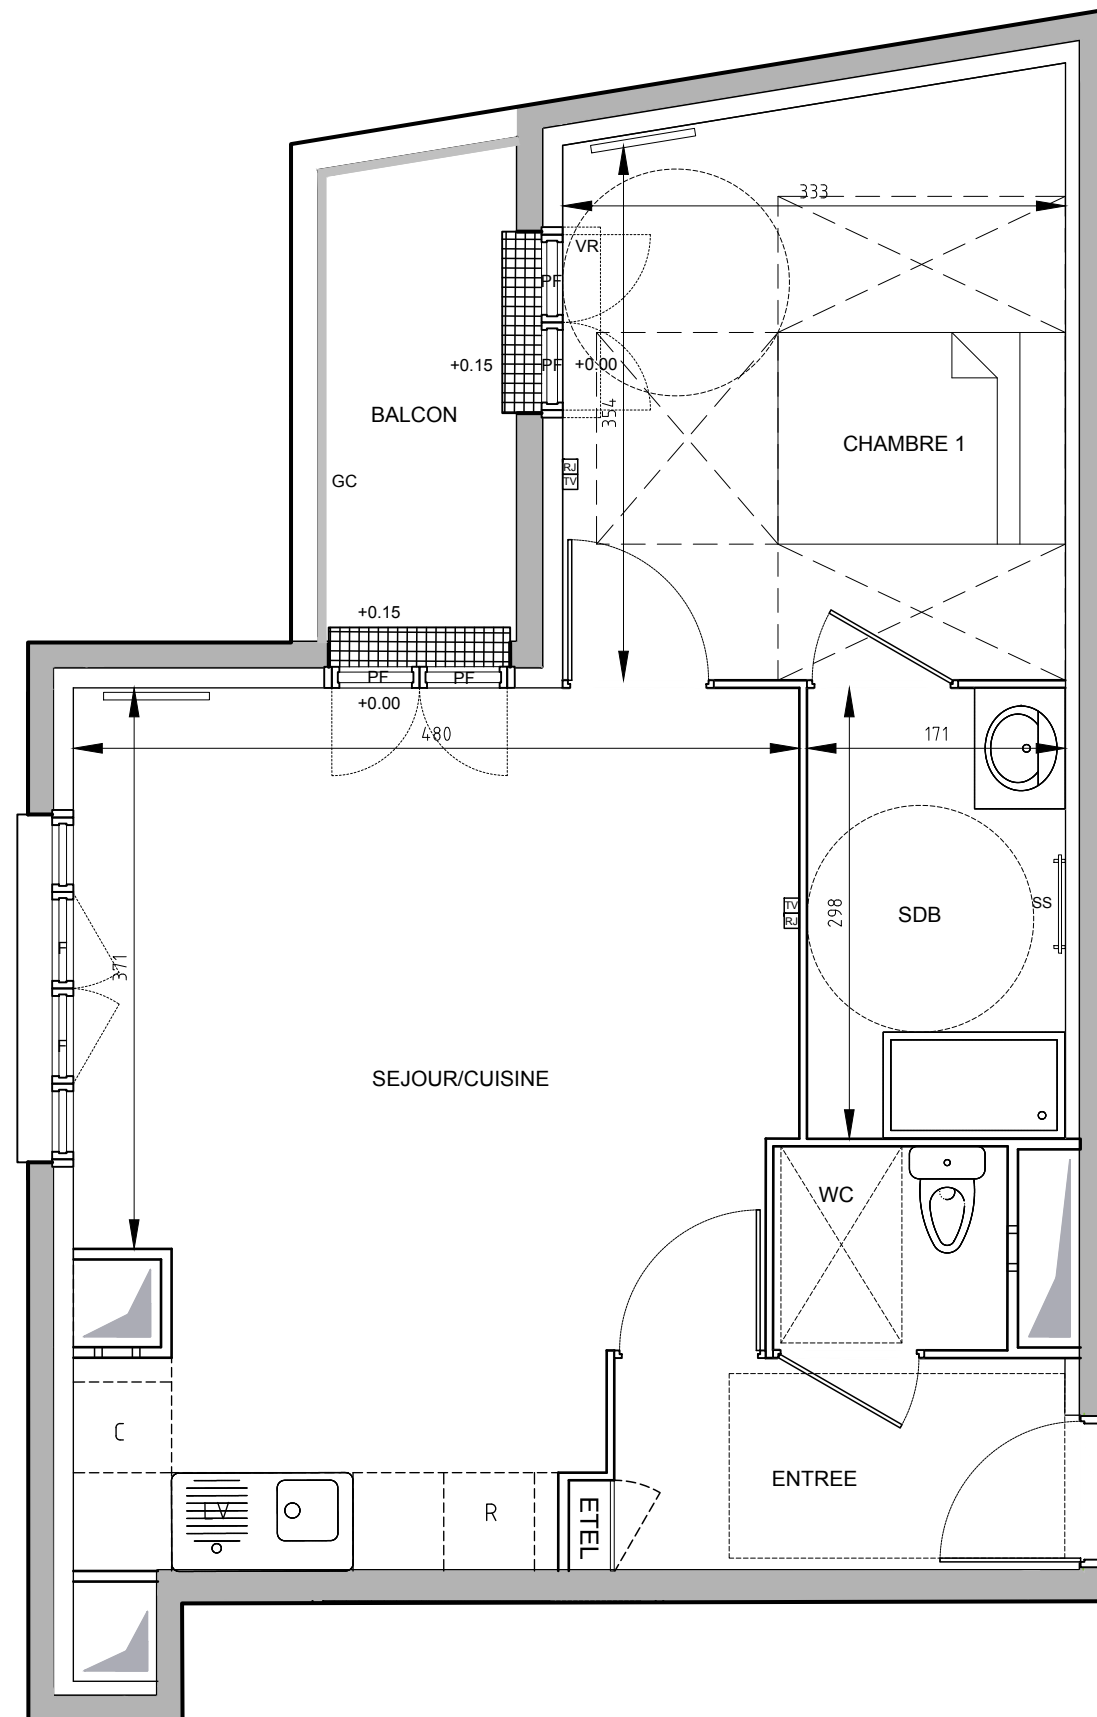 333
VR
PF
+0.15
PF
+0.00
354
BALCON
CHAMBRE 1
RJ
TV
GC
+0.15
PF
PF
+0.00
480
171
TV
RJ
298
SDB
SS
F
371
F
SEJOUR/CUISINE
WC
C
ENTREE
LV
R
ETEL